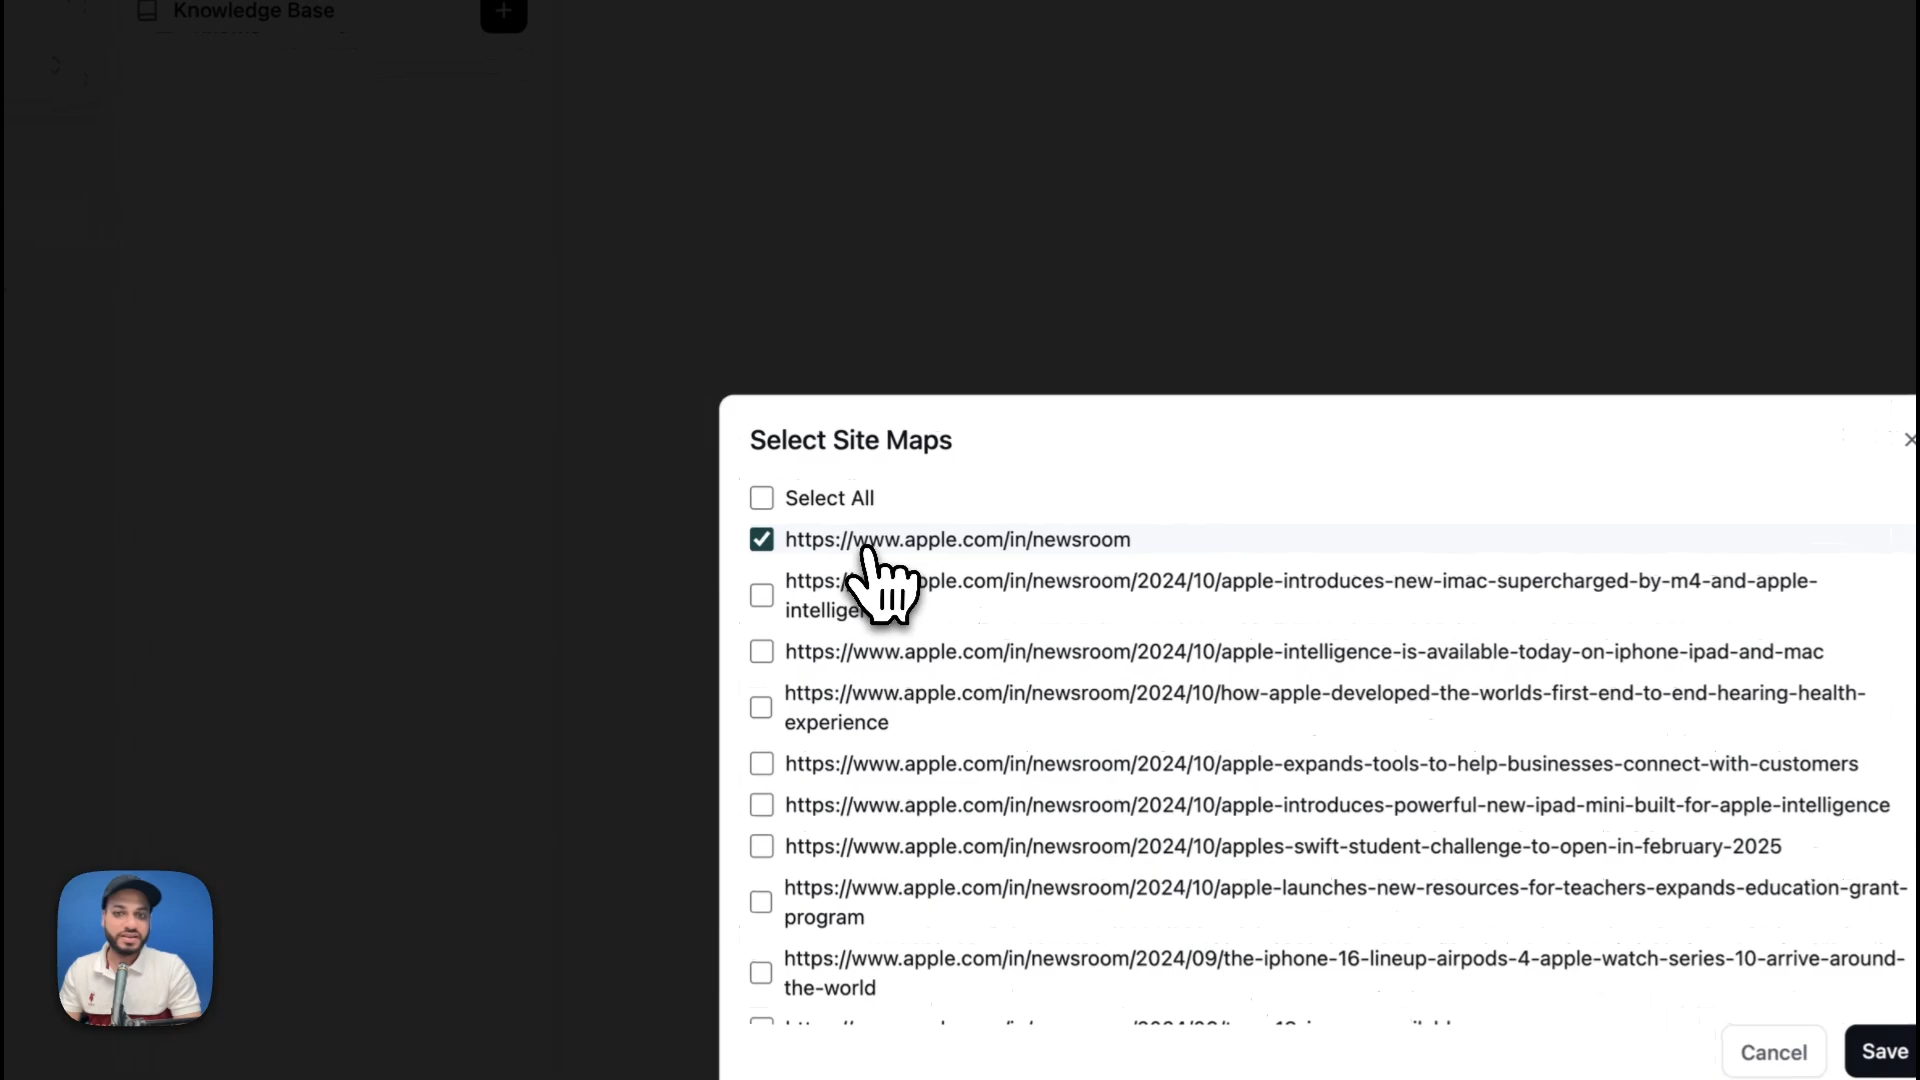 Knowledge Base
Select Site Maps
Select All
https://www.apple.com/in/newsroom
https:/ pple.com/in/newsroom/2024/10/apple-introduces-new-imac-supercharged-by-m4-and-apple-
intellige
https://www.apple.com/in/newsroom/2024/10/apple-intelligence-is-available-today-on-iphone-ipad-and-mac
https://www.apple.com/in/newsroom/2024/10/how-apple-developed-the-worlds-first-end-to-end-hearing-health-
experience
https://www.apple.com/in/newsroom/2024/10/apple-expands-tools-to-help-businesses-connect-with-customers
https://www.apple.com/in/newsroom/2024/10/apple-introduces-powerful-new-ipad-mini-built-for-apple-intelligence
https://www.apple.com/in/newsroom/2024/10/apples-swift-student-challenge-to-open-in-february-2025
https://www.apple.com/in/newsroom/2024/10/apple-launches-new-resources-for-teachers-expands-education-grant-
program
https://www.apple.com/in/newsroom/2024/09/the-iphone-16-lineup-airpods-4-apple-watch-series-10-arrive-around-
the-world
Cancel
Save